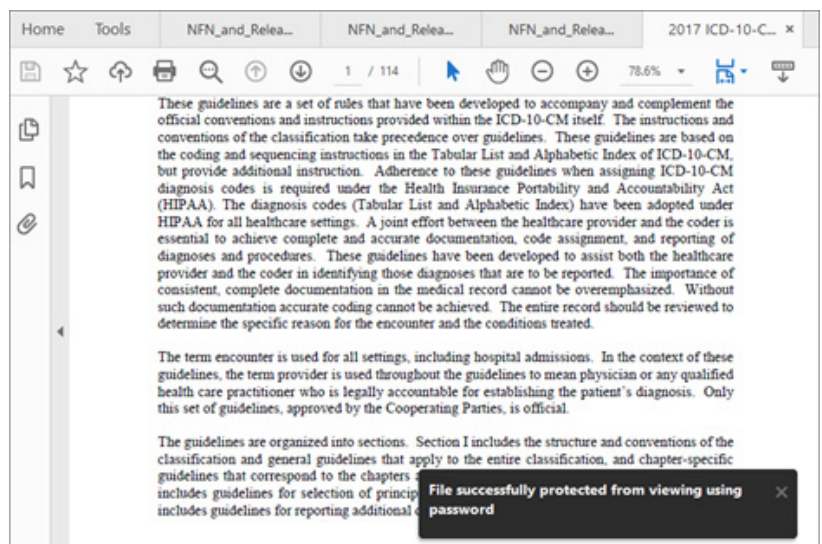 Home Tools NFN_and_Relea... NFN_and_Relea... NFN_and_Relea... 2017 ICD-10-C... ×
1 / 114 78.6%
These guidelines are a set of rules that have been developed to accompany and complement the
official conventions and instructions provided within the ICD-10-CM itself. The instructions and
conventions of the classification take precedence over guidelines. These guidelines are based on
the coding and sequencing instructions in the Tabular List and Alphabetic Index of ICD-10-CM,
but provide additional instruction. Adherence to these guidelines when assigning ICD-10-CM
diagnosis codes is required under the Health Insurance Portability and Accountability Act
(HIPAA). The diagnosis codes (Tabular List and Alphabetic Index) have been adopted under
HIPAA for all healthcare settings. A joint effort between the healthcare provider and the coder is
essential to achieve complete and accurate documentation, code assignment, and reporting of
diagnoses and procedures. These guidelines have been developed to assist both the healthcare
provider and the coder in identifying those diagnoses that are to be reported. The importance of
consistent, complete documentation in the medical record cannot be overemphasized. Without
such documentation accurate coding cannot be achieved. The entire record should be reviewed to
determine the specific reason for the encounter and the conditions treated.
The term encounter is used for all settings, including hospital admissions. In the context of these
guidelines, the term provider is used throughout the guidelines to mean physician or any qualified
health care practitioner who is legally accountable for establishing the patient's diagnosis. Only
this set of guidelines, approved by the Cooperating Parties, is official.
The guidelines are organized into sections. Section I includes the structure and conventions of the
classification and general guidelines that apply to the entire classification, and chapter-specific
guidelines that correspond to the chapters
includes guidelines for selection of
includes guidelines for reporting additional
File successfully protected from viewing using
password